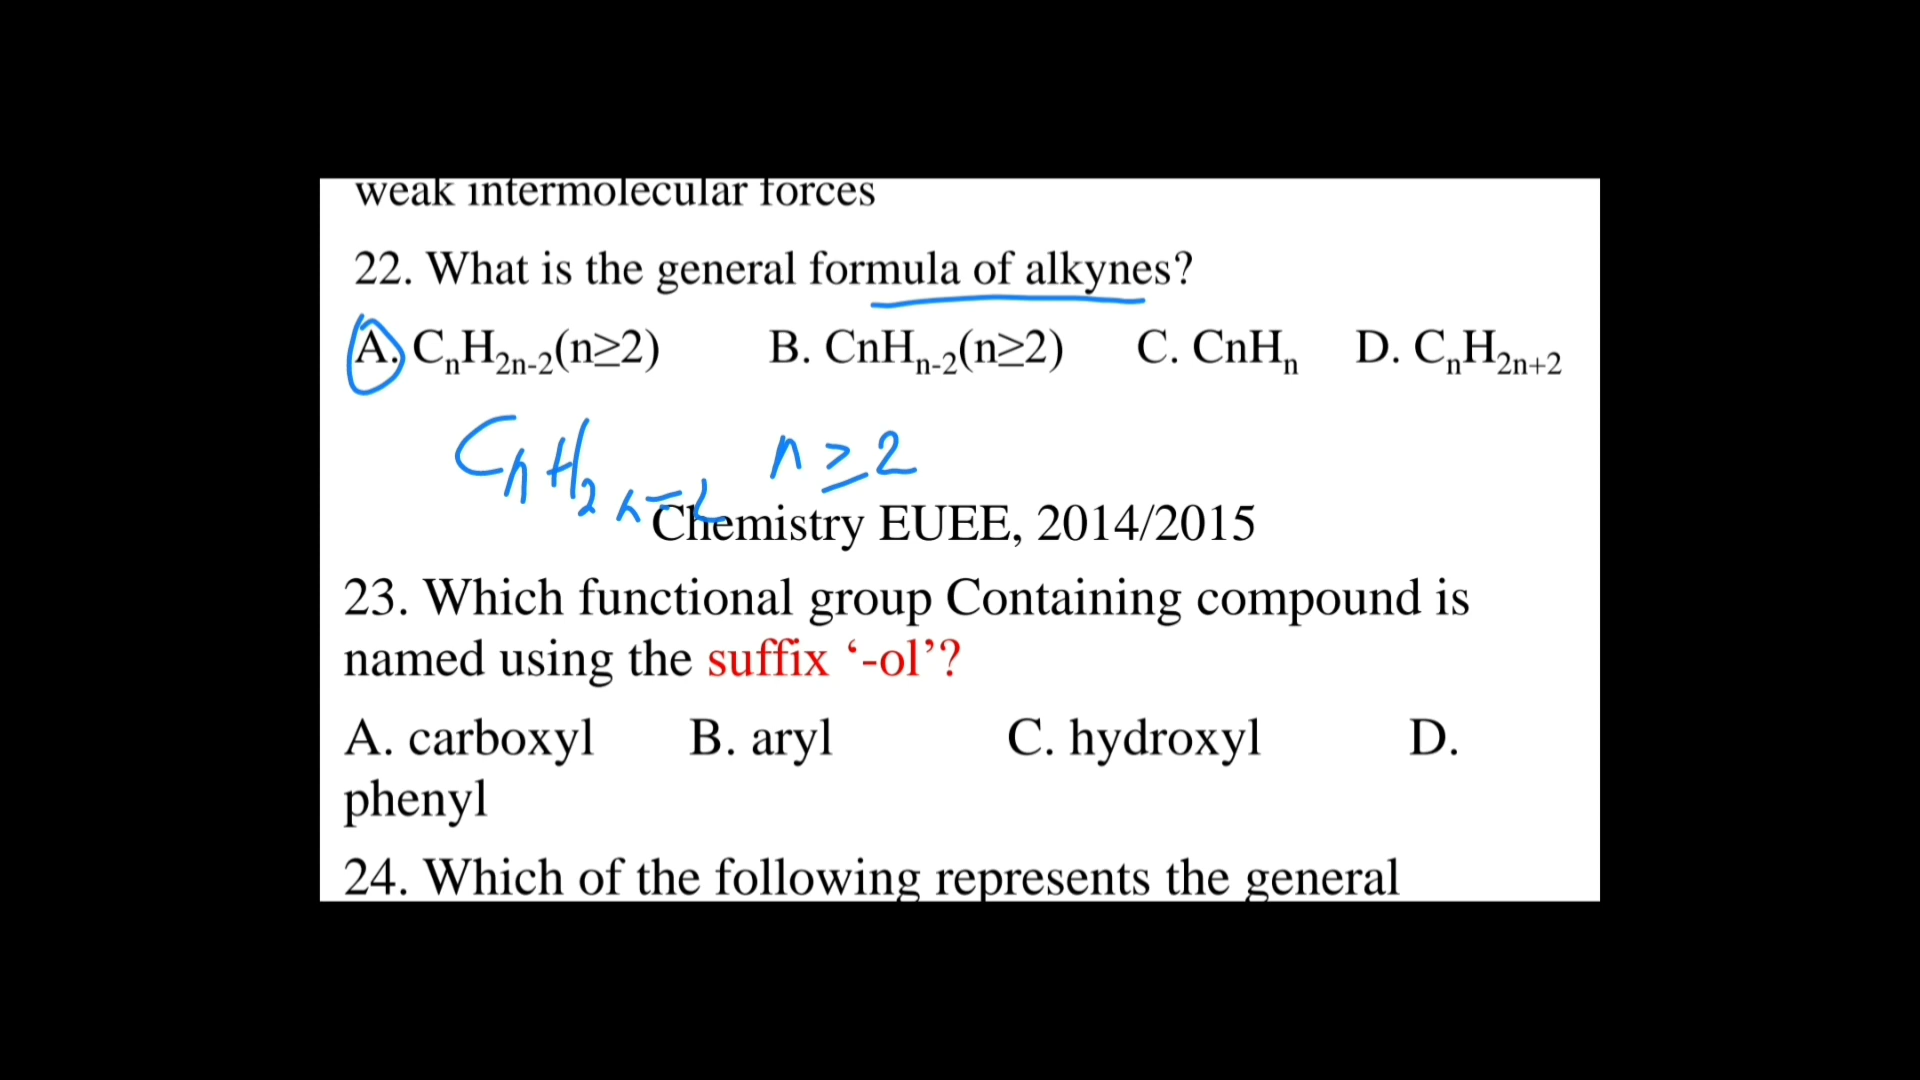 weak intermolecular forces
22. What is the general formula of alkynes?
A. CₙH₂ₙ₋₂(n≥2) B. CnHₙ₋₂(n≥2) C. CnHₙ D. CₙH₂ₙ₊₂
CₙH₂ₙ₋₂ n≥2
Chemistry EUEE, 2014/2015
23. Which functional group Containing compound is
named using the suffix ‘-ol’?
A. carboxyl B. aryl C. hydroxyl D.
phenyl
24. Which of the following represents the general